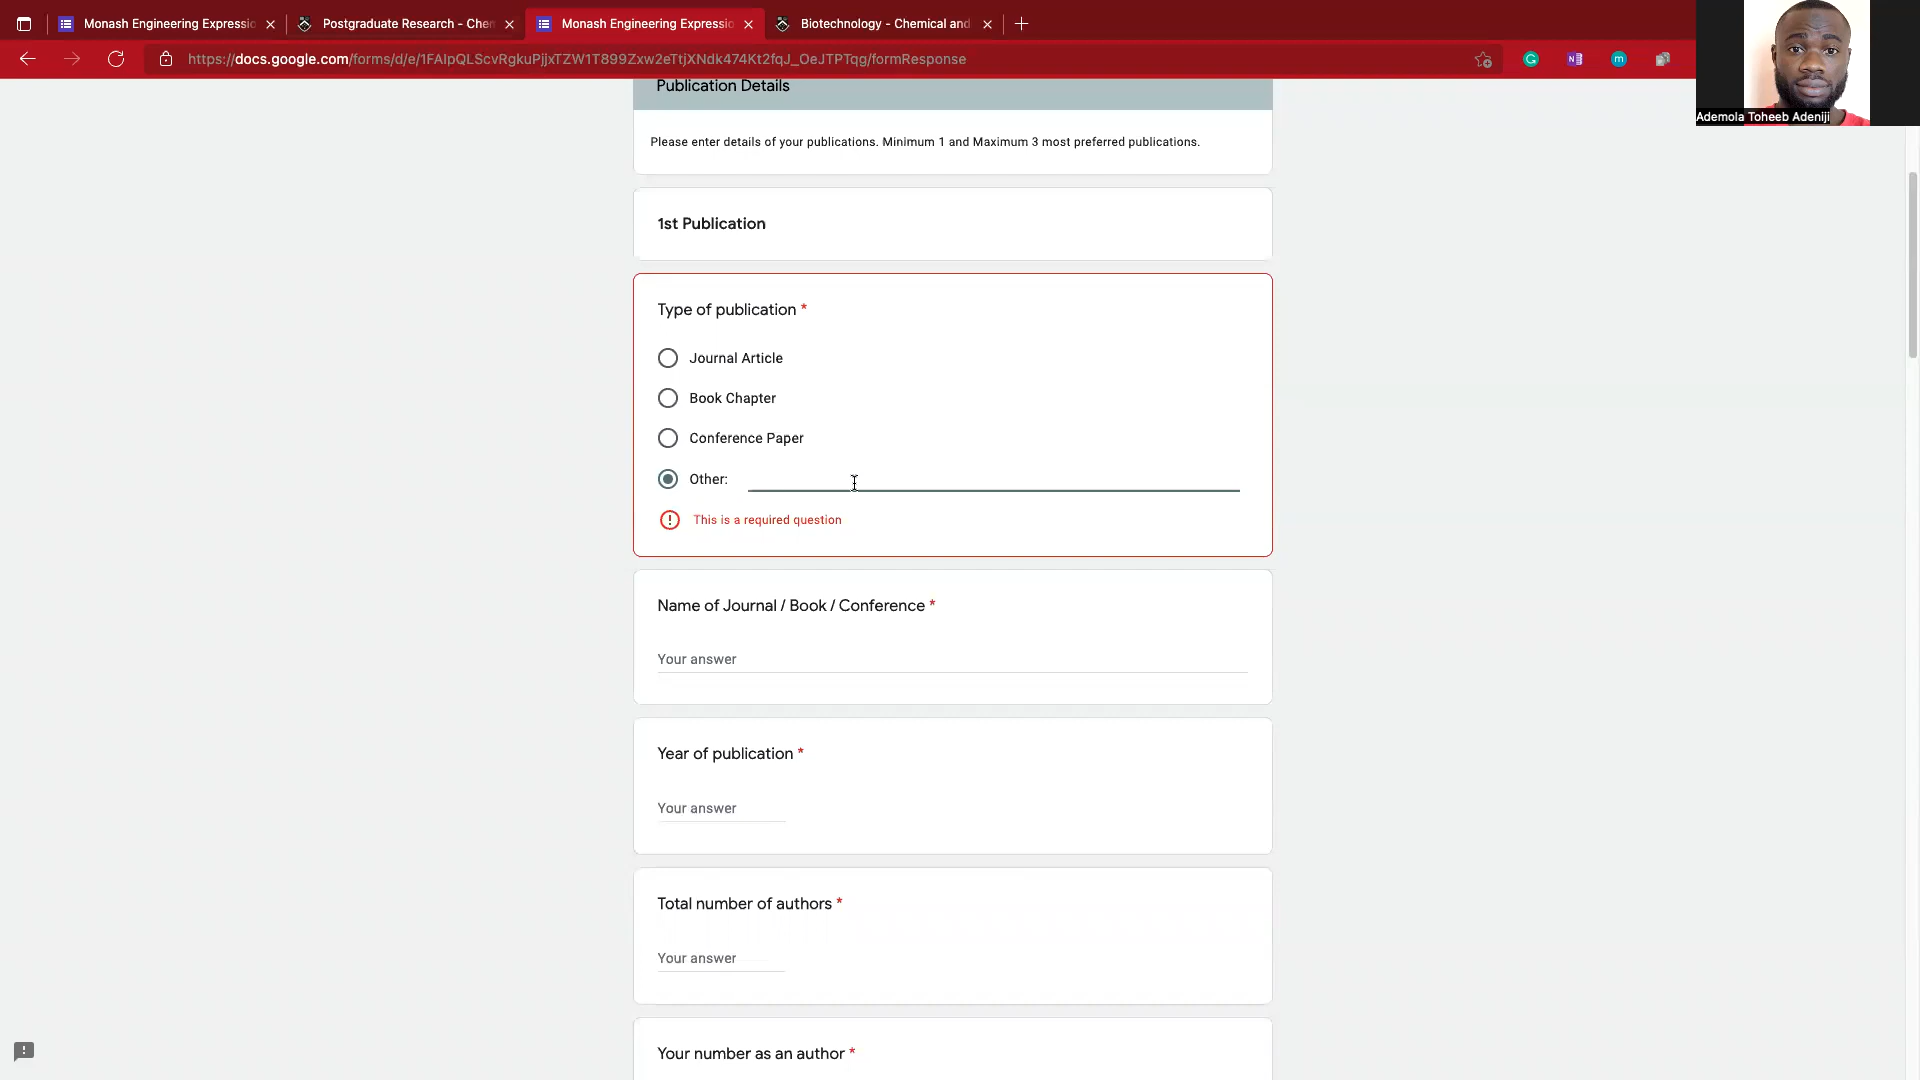 Monash Engineering Expressio
Postgraduate Research - Chem
Monash Engineering Expressio
Biotechnology - Chemical and
https://docs.google.com/forms/d/e/1FAIpQLScvRgkuPjjxTZW1T899Zxw2eTtjXNdk474Kt2fqJ_OeJTPTqg/formResponse
Ademola Toheeb Adeniji
Publication Details
Please enter details of your publications. Minimum 1 and Maximum 3 most preferred publications.
1st Publication
Type of publication *
Journal Article
Book Chapter
Conference Paper
Other:
This is a required question
Name of Journal / Book / Conference *
Your answer
Year of publication *
Your answer
Total number of authors *
Your answer
Your number as an author *